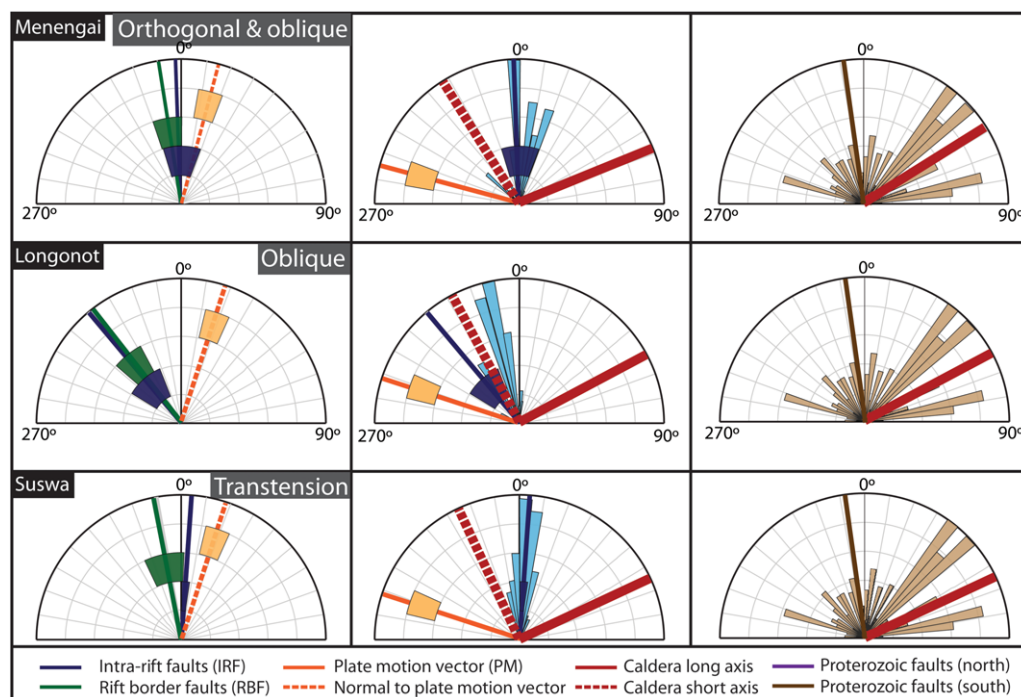 Menengai
Orthogonal & oblique
0º
0º
0º
270º
90º
270º
90º
270º
90º
Longonot
Oblique
0º
0º
0º
270º
90º
270º
90º
270º
90º
Suswa
Transtension
0º
0º
0º
270º
90º
270º
90º
270º
90º
Intra-rift faults (IRF)
Plate motion vector (PM)
Caldera long axis
Proterozoic faults (north)
Rift border faults (RBF)
Normal to plate motion vector
Caldera short axis
Proterozoic faults (south)